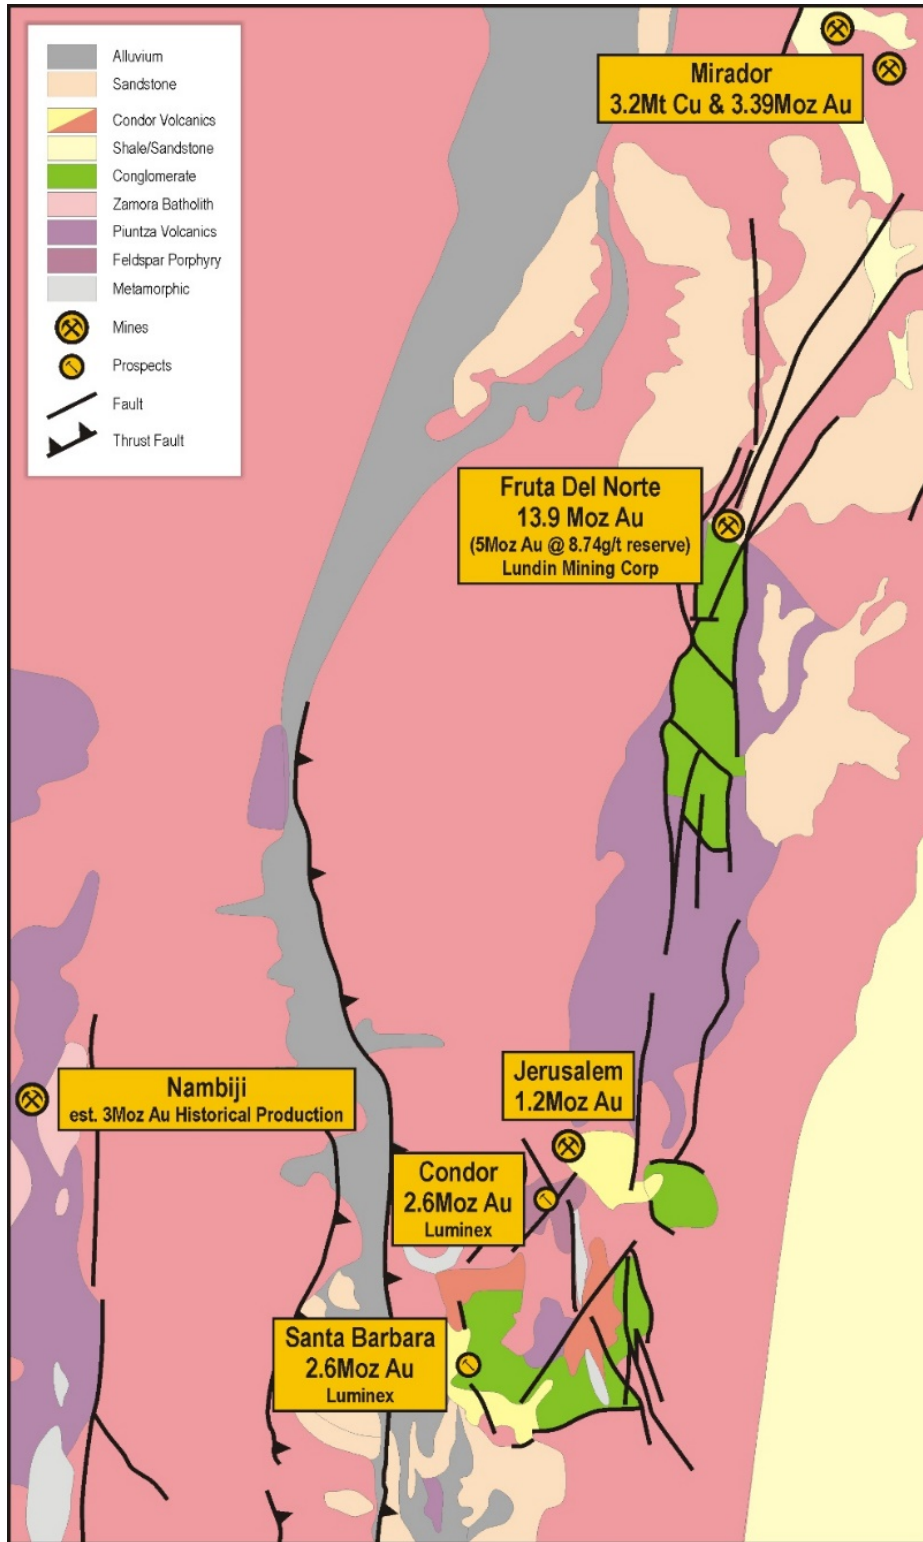 Alluvium
Sandstone
Condor Volcanics
Shale/Sandstone
Conglomerate
Zamora Batholith
Piuntza Volcanics
Feldspar Porphyry
Metamorphic
Mines
Prospects
Fault
Thrust Fault
Mirador
3.2Mt Cu & 3.39Moz Au
Fruta Del Norte
13.9 Moz Au
(5Moz Au @ 8.74g/t reserve)
Lundin Mining Corp
Jerusalem
1.2Moz Au
Nambiji
est. 3Moz Au Historical Production
Condor
2.6Moz Au
Luminex
Santa Barbara
2.6Moz Au
Luminex